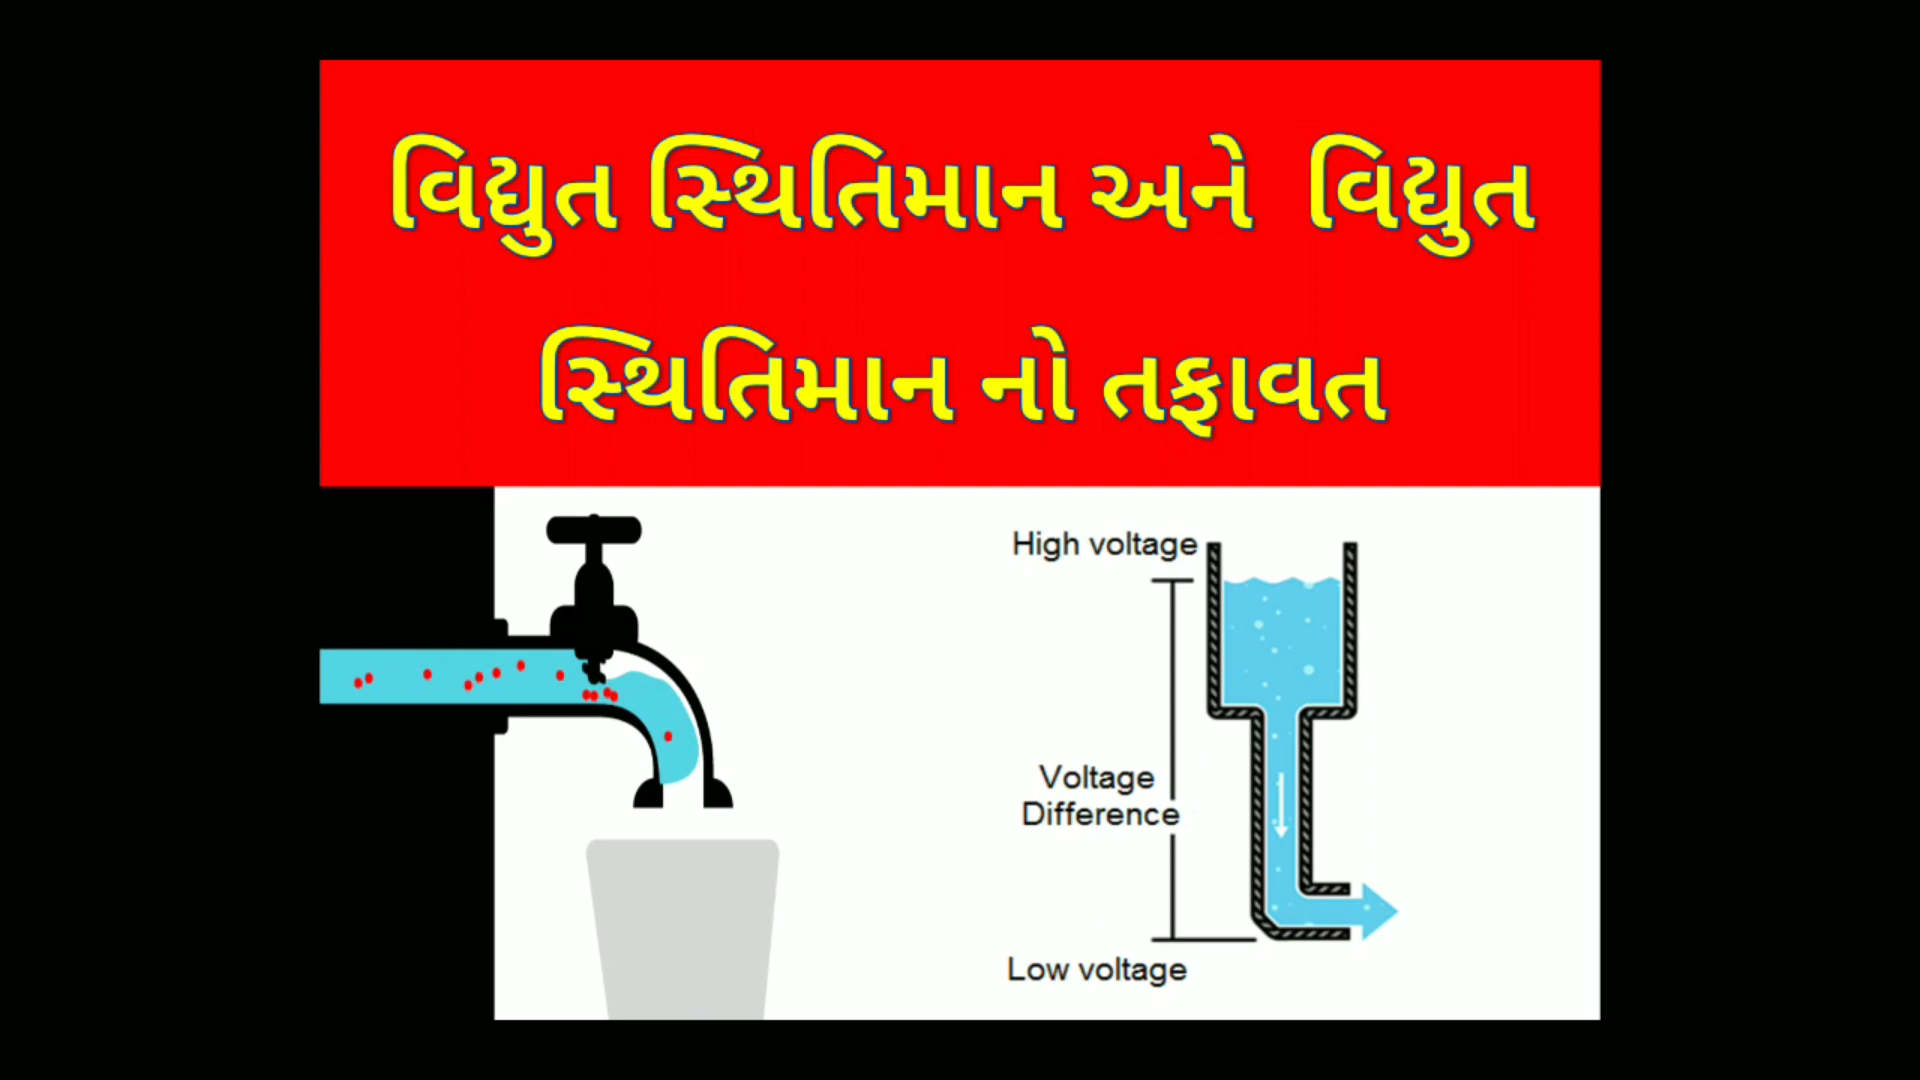 વિદ્યુત સ્થિતિમાન અને વિદ્યુત
સ્થિતિમાન નો તફાવત
High voltage
Voltage
Difference
Low voltage